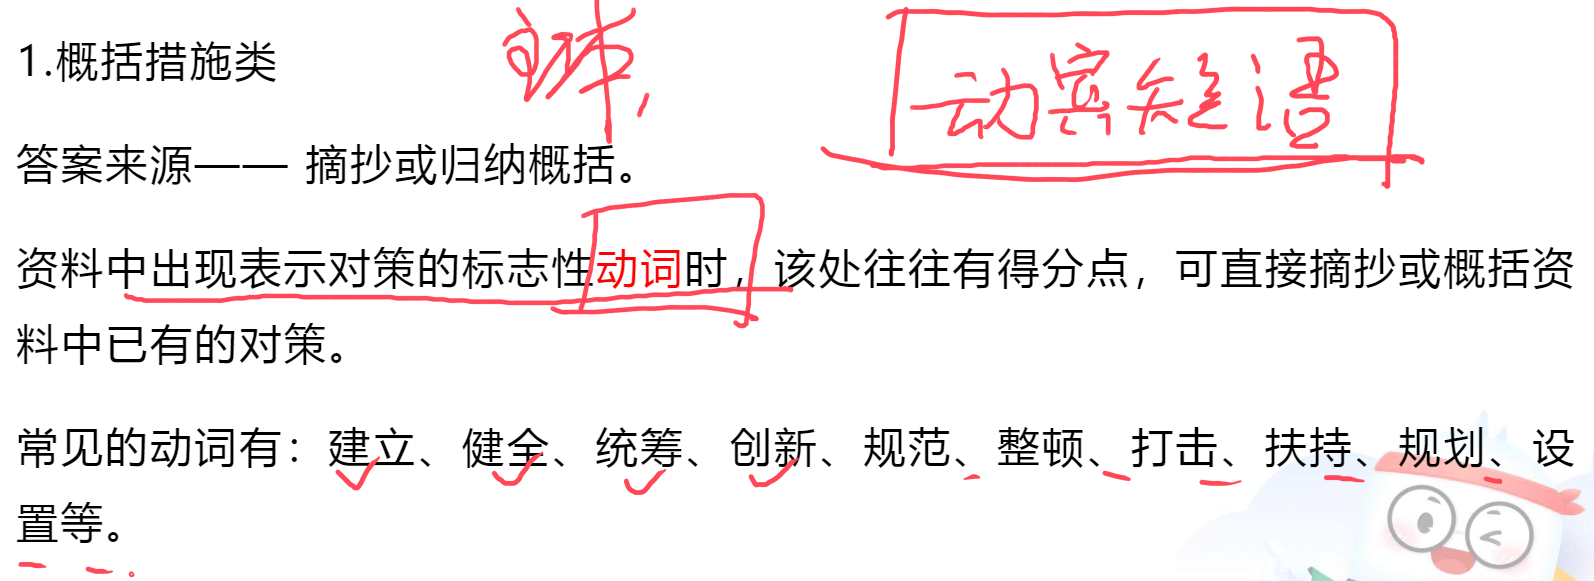 1.概括措施类
动宾短语
答案来源—— 摘抄或归纳概括。
资料中出现表示对策的标志性动词时，该处往往有得分点，可直接摘抄或概括资
料中已有的对策。
常见的动词有：建立、健全、统筹、创新、规范、整顿、打击、扶持、规划、设
置等。